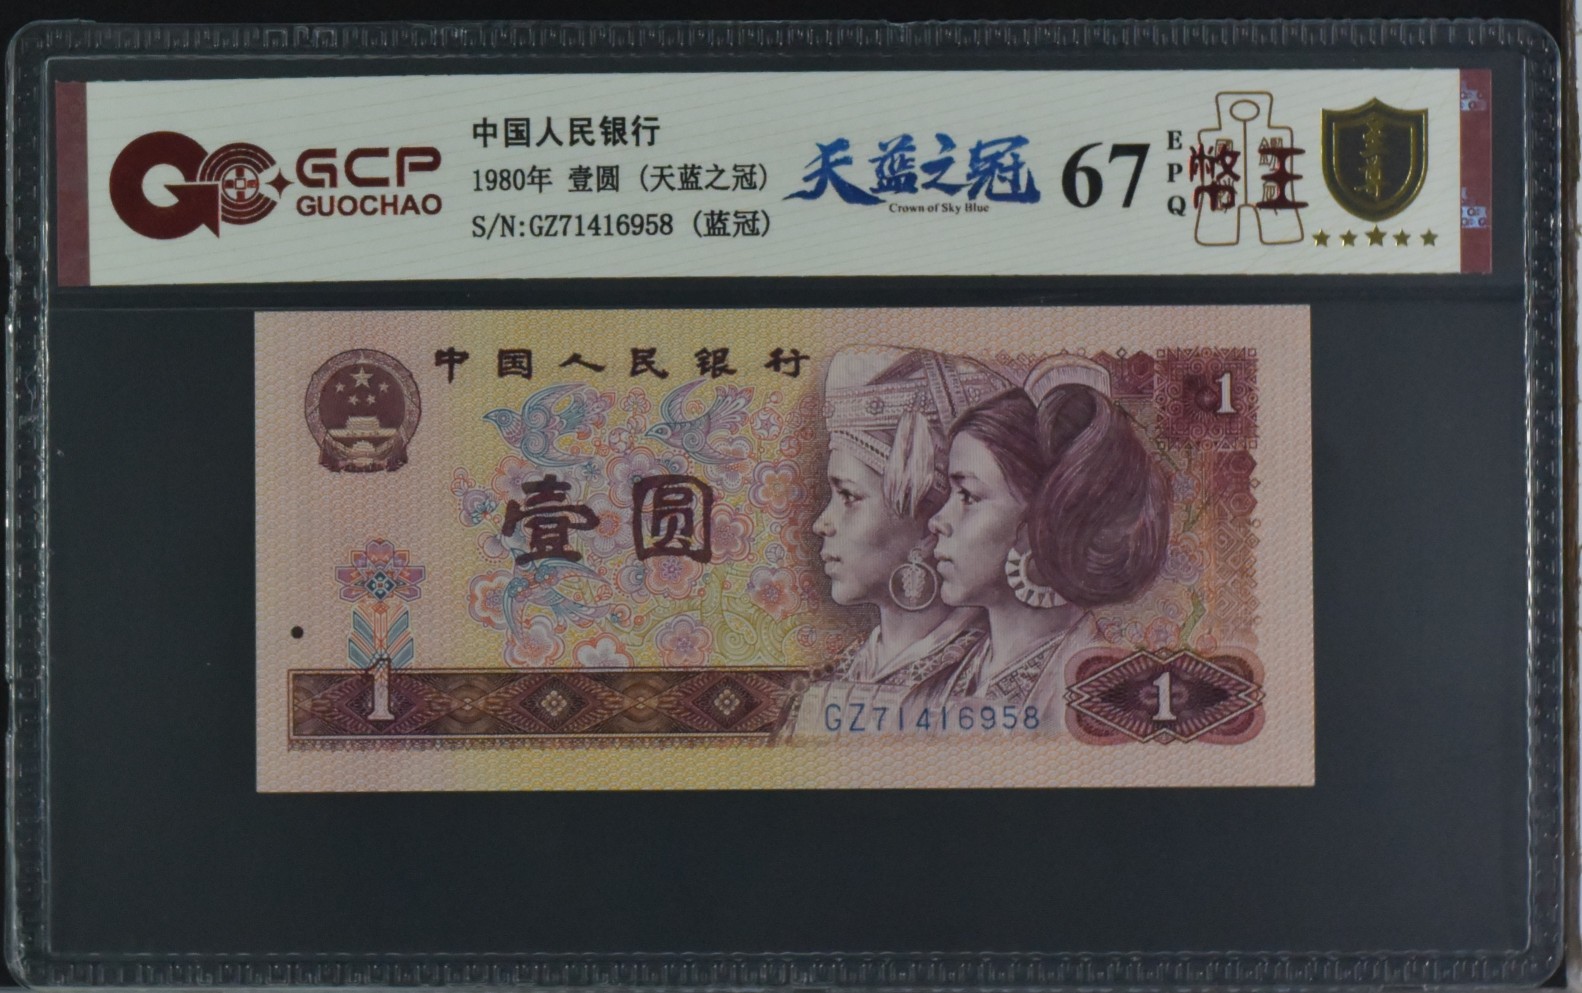 GCP
GUOCHAO
中国人民银行
1980年 壹圆 (天蓝之冠)
S/N:GZ71416958 (蓝冠)
天蓝之冠
Crown of Sky Blue
67
EPQ
中国人民银行
1
壹圆
1
GZ71416958
1